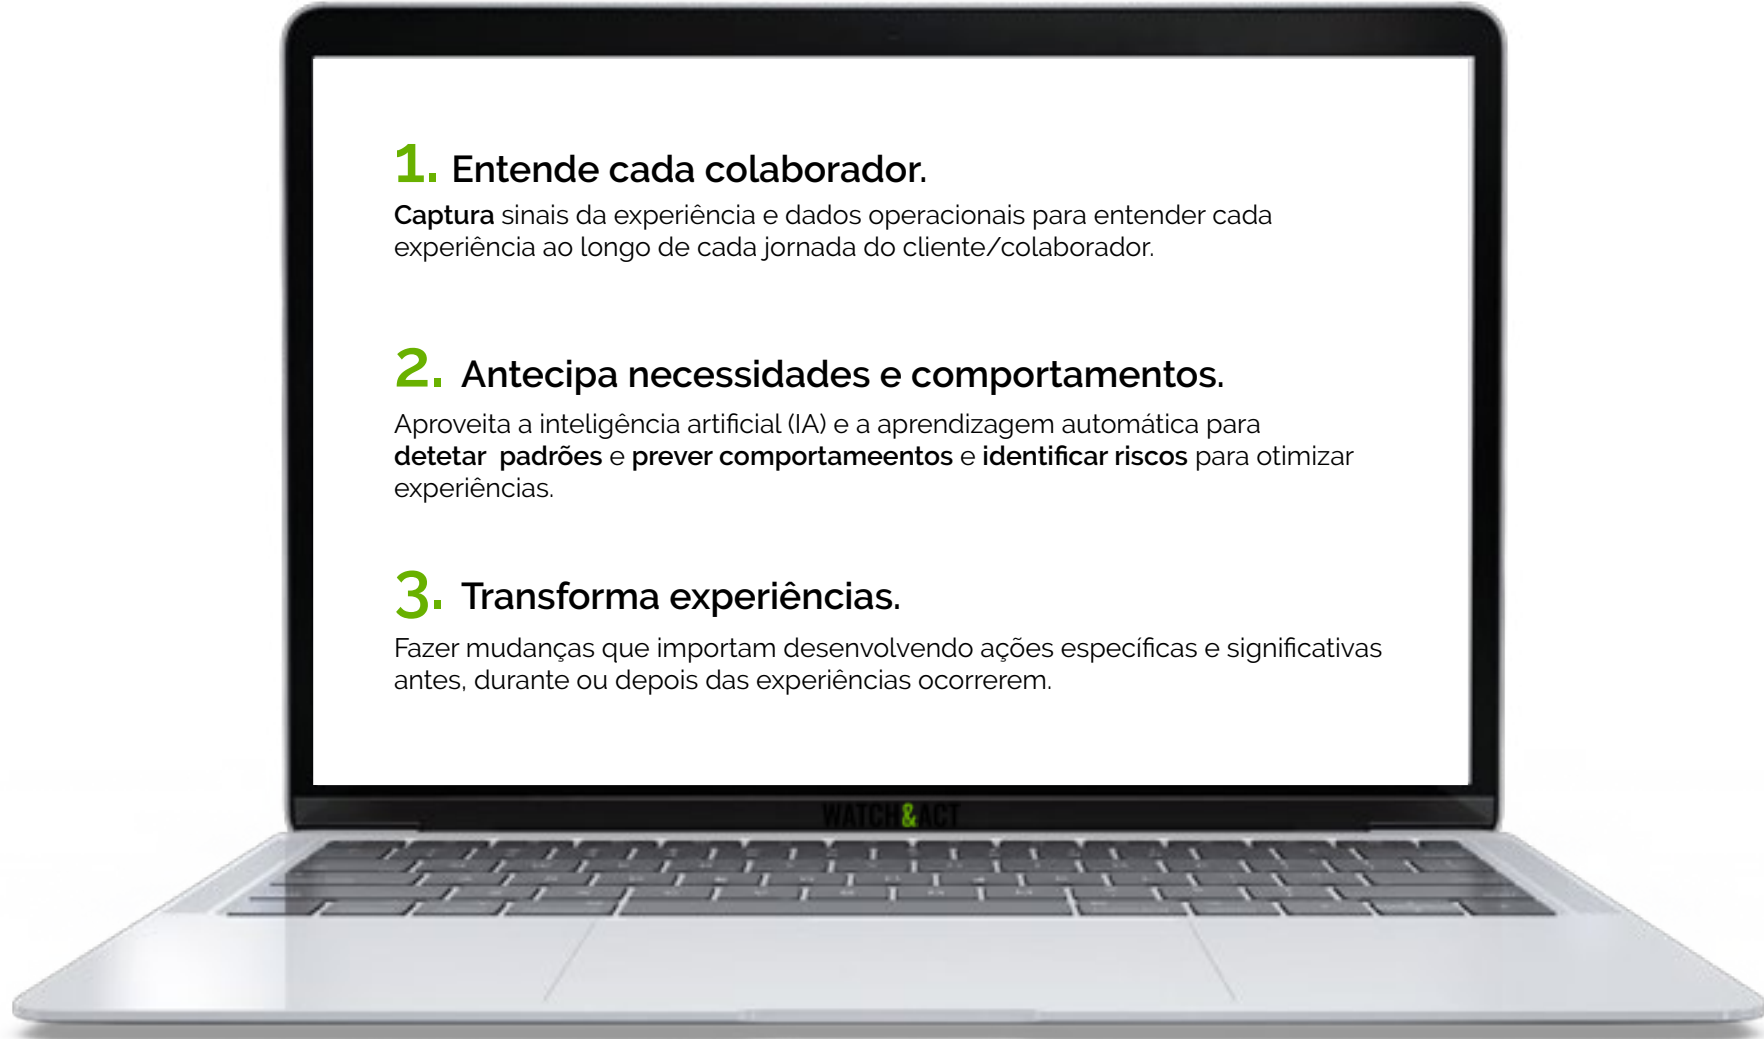 1. Entende cada colaborador.
Captura sinais da experiência e dados operacionais para entender cada
experiência ao longo de cada jornada do cliente/colaborador.
2. Antecipa necessidades e comportamentos.
Aproveita a inteligência artificial (IA) e a aprendizagem automática para
detetar  padrões e prever comportameentos e identificar riscos para otimizar
experiências.
3. Transforma experiências.
Fazer mudanças que importam desenvolvendo ações específicas e significativas
antes, durante ou depois das experiências ocorrerem.
WATCH&ACT